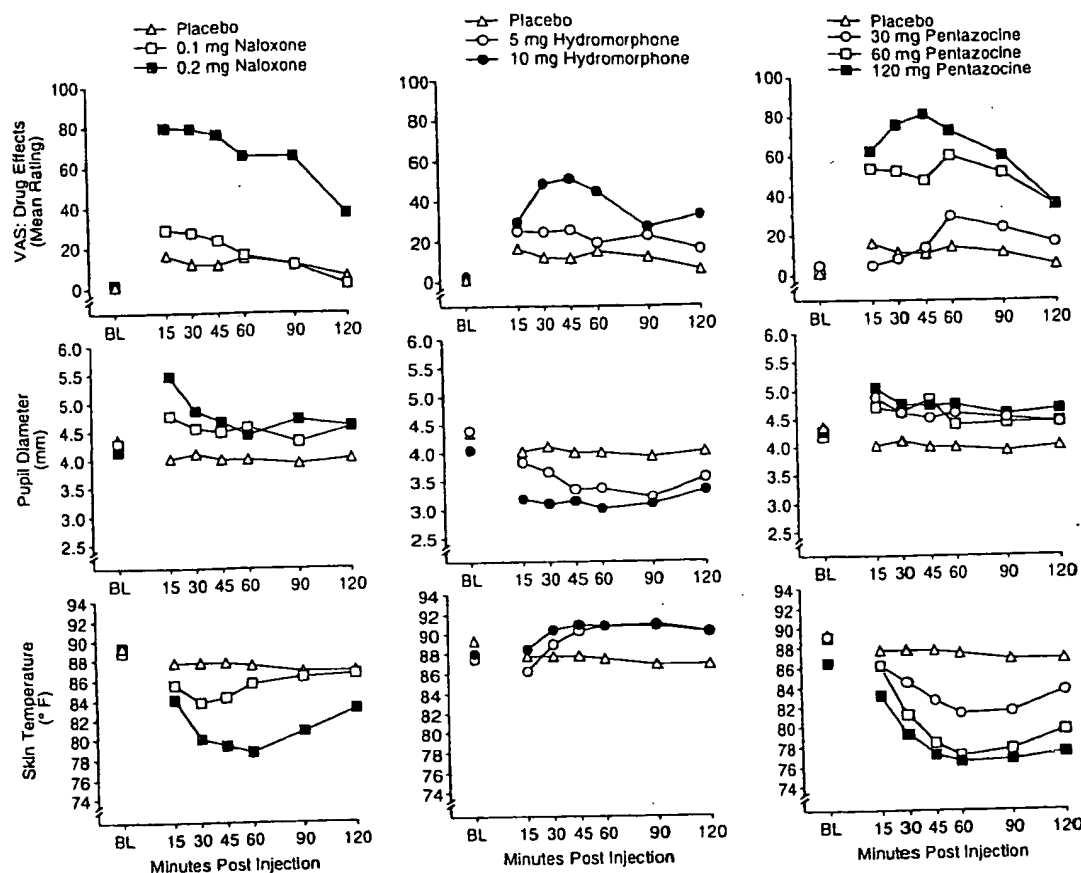 Placebo
0.1 mg Naloxone
0.2 mg Naloxone
Placebo
5 mg Hydromorphone
10 mg Hydromorphone
Placebo
30 mg Pentazocine
60 mg Pentazocine
120 mg Pentazocine
VAS: Drug Effects
(Mean Rating)
100
80
60
40
20
0
BL 15 30 45 60 90 120
100
80
60
40
20
0
BL 15 30 45 60 90 120
100
80
60
40
20
0
BL 15 30 45 60 90 120
Pupil Diameter
(mm)
6.0
5.5
5.0
4.5
4.0
3.5
3.0
2.5
BL 15 30 45 60 90 120
6.0
5.5
5.0
4.5
4.0
3.5
3.0
2.5
BL 15 30 45 60 90 120
6.0
5.5
5.0
4.5
4.0
3.5
3.0
2.5
BL 15 30 45 60 90 120
Skin Temperature
(° F)
94
92
90
88
86
84
82
80
78
76
74
BL 15 30 45 60 90 120
Minutes Post Injection
94
92
90
88
86
84
82
80
78
76
74
BL 15 30 45 60 90 120
Minutes Post Injection
94
92
90
88
86
84
82
80
78
76
74
BL 15 30 45 60 90 120
Minutes Post Injection